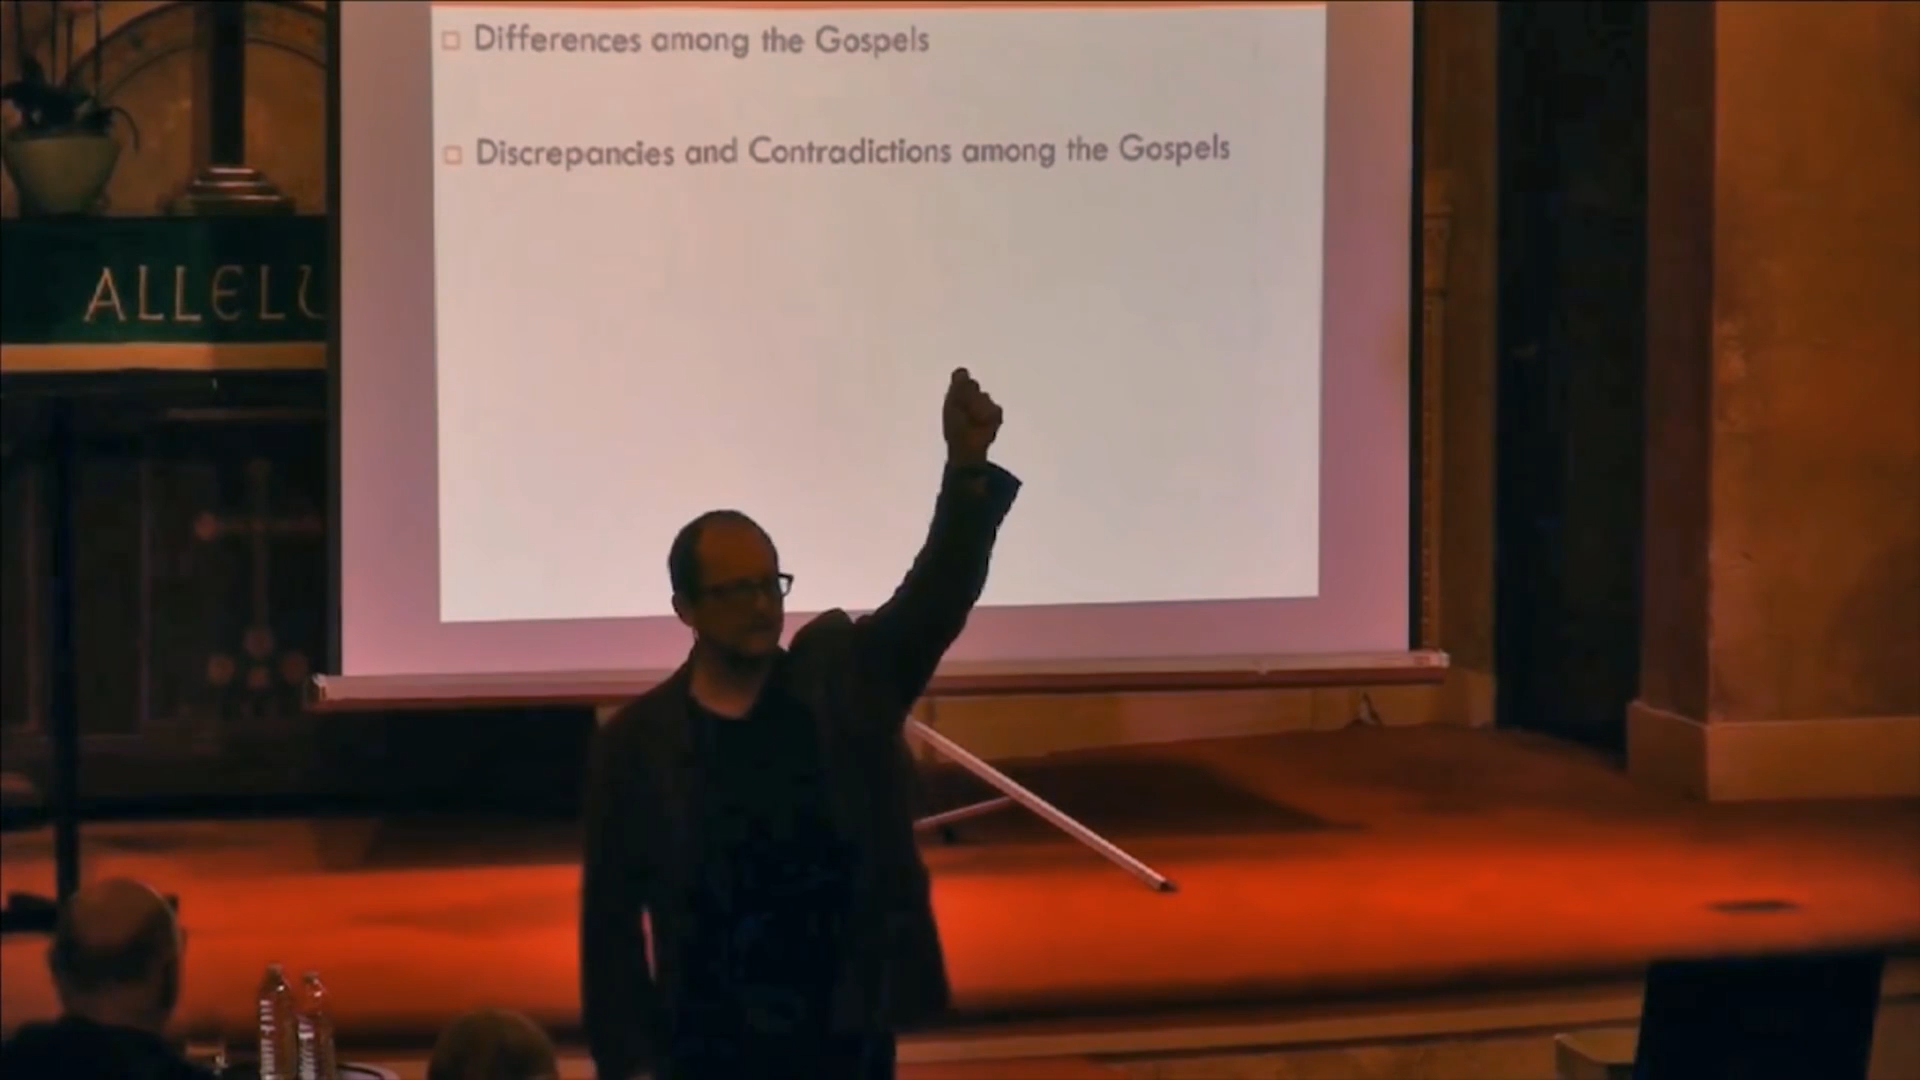 Differences among the Gospels
Discrepancies and Contradictions among the Gospels
ALLELU